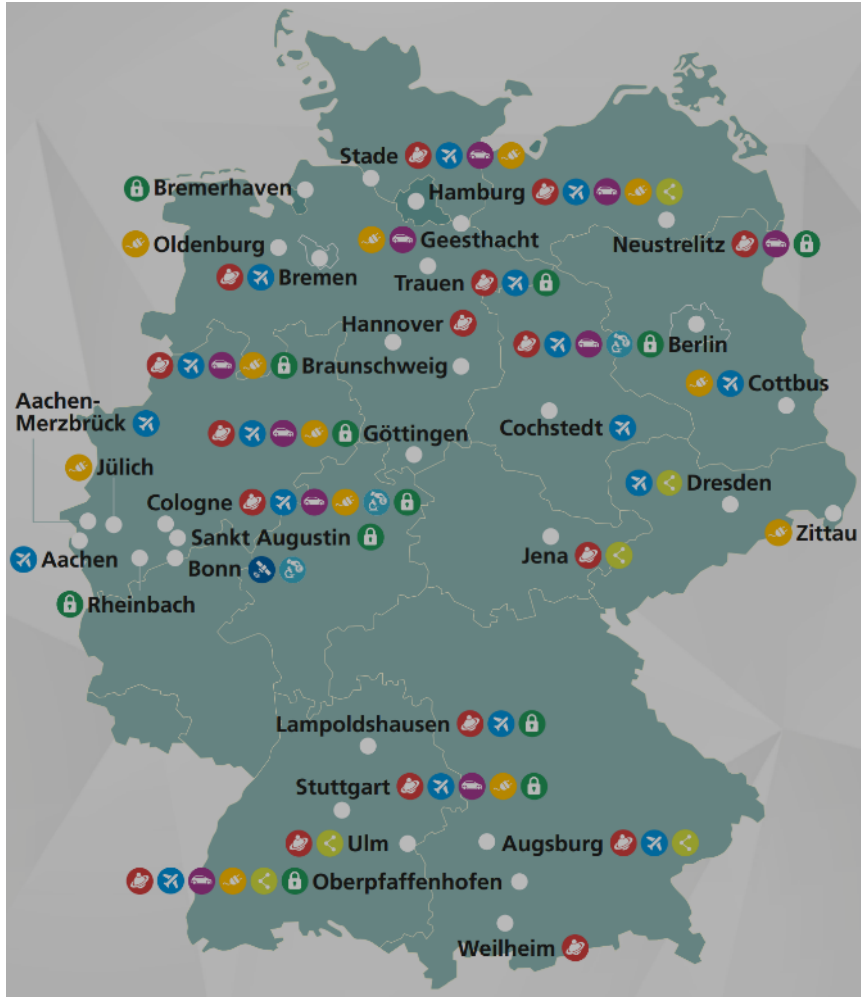 Stade
Bremerhaven
Hamburg
Oldenburg
Geesthacht
Neustrelitz
Bremen
Trauen
Hannover
Berlin
Braunschweig
Cottbus
Aachen-
Merzbrück
Cochstedt
Göttingen
Jülich
Dresden
Cologne
Sankt Augustin
Zittau
Aachen
Jena
Bonn
Rheinbach
Lampoldshausen
Stuttgart
Ulm
Augsburg
Oberpfaffenhofen
Weilheim